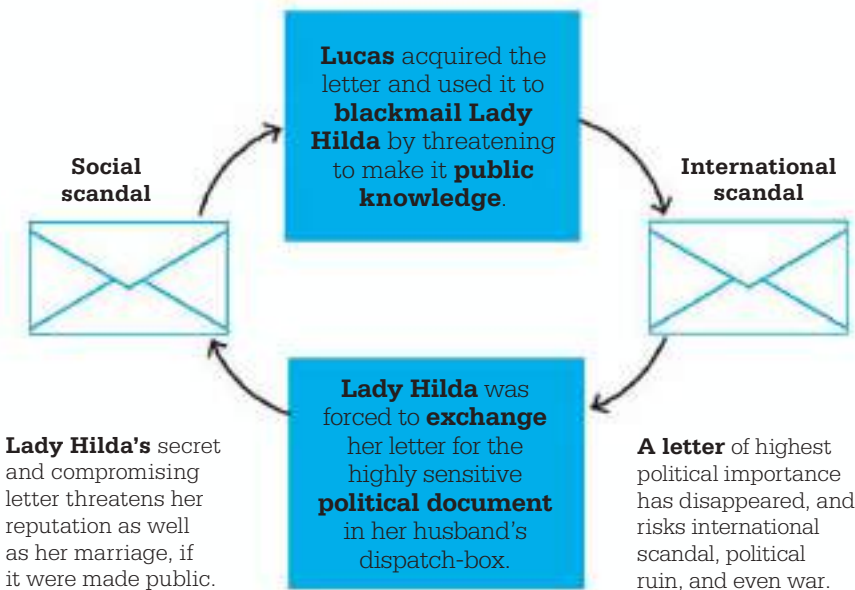 Lucas acquired the
letter and used it to
blackmail Lady
Hilda by threatening
to make it public
knowledge.
Social
scandal
International
scandal
Lady Hilda was
forced to exchange
her letter for the
highly sensitive
political document
in her husband's
dispatch-box.
Lady Hilda's secret
and compromising
letter threatens her
reputation as well
as her marriage, if
it were made public.
A letter of highest
political importance
has disappeared, and
risks international
scandal, political
ruin, and even war.